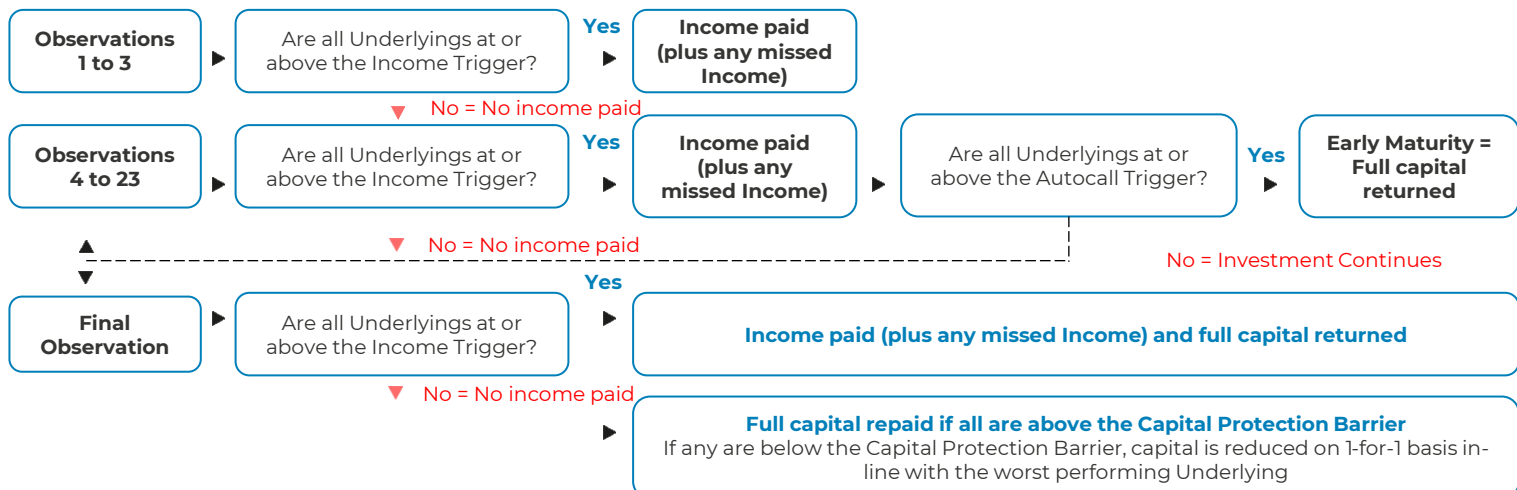 Observations
1 to 3
Are all Underlyings at or
above the Income Trigger?
Yes
Income paid
(plus any missed
Income)
No = No income paid
Observations
4 to 23
Are all Underlyings at or
above the Income Trigger?
Yes
Income paid
(plus any
missed Income)
Are all Underlyings at or
above the Autocall Trigger?
Yes
Early Maturity =
Full capital
returned
No = No income paid
No = Investment Continues
Final
Observation
Are all Underlyings at or
above the Income Trigger?
Yes
Income paid (plus any missed Income) and full capital returned
No = No income paid
Full capital repaid if all are above the Capital Protection Barrier
If any are below the Capital Protection Barrier, capital is reduced on 1-for-1 basis in-
line with the worst performing Underlying